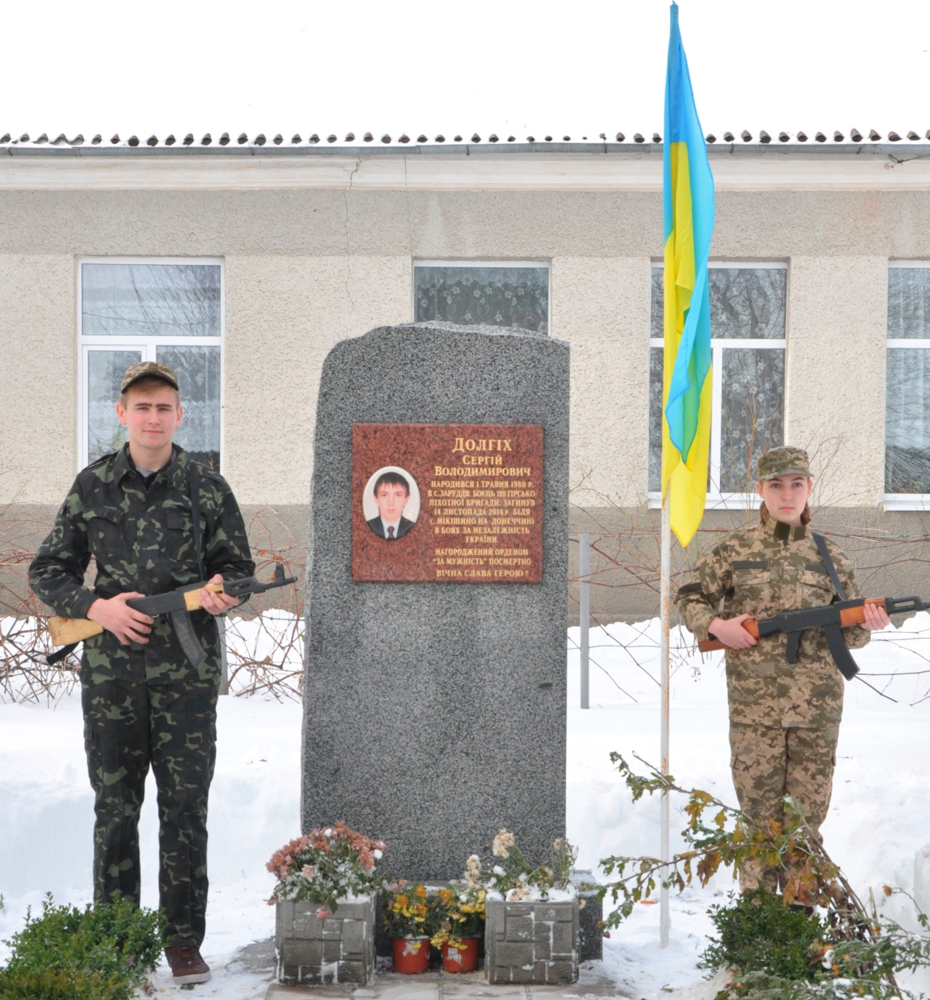 ДОЛГІХ
СЕРГІЙ
ВОЛОДИМИРОВИЧ
НАРОДИВСЯ 1 ТРАВНЯ 1980 Р.
В С.ЗАРУДДЯ. БОЄЦЬ 128 ГІРСЬКО-
ПІХОТНОЇ БРИГАДИ. ЗАГИНУВ
14 ЛИСТОПАДА 2014 Р. БІЛЯ
С. НІКІШИНО НА ДОНЕЧЧИНІ
В БОЯХ ЗА НЕЗАЛЕЖНІСТЬ
УКРАЇНИ.
НАГОРОДЖЕНИЙ ОРДЕНОМ
"ЗА МУЖНІСТЬ" ПОСМЕРТНО
ВІЧНА СЛАВА ГЕРОЮ !